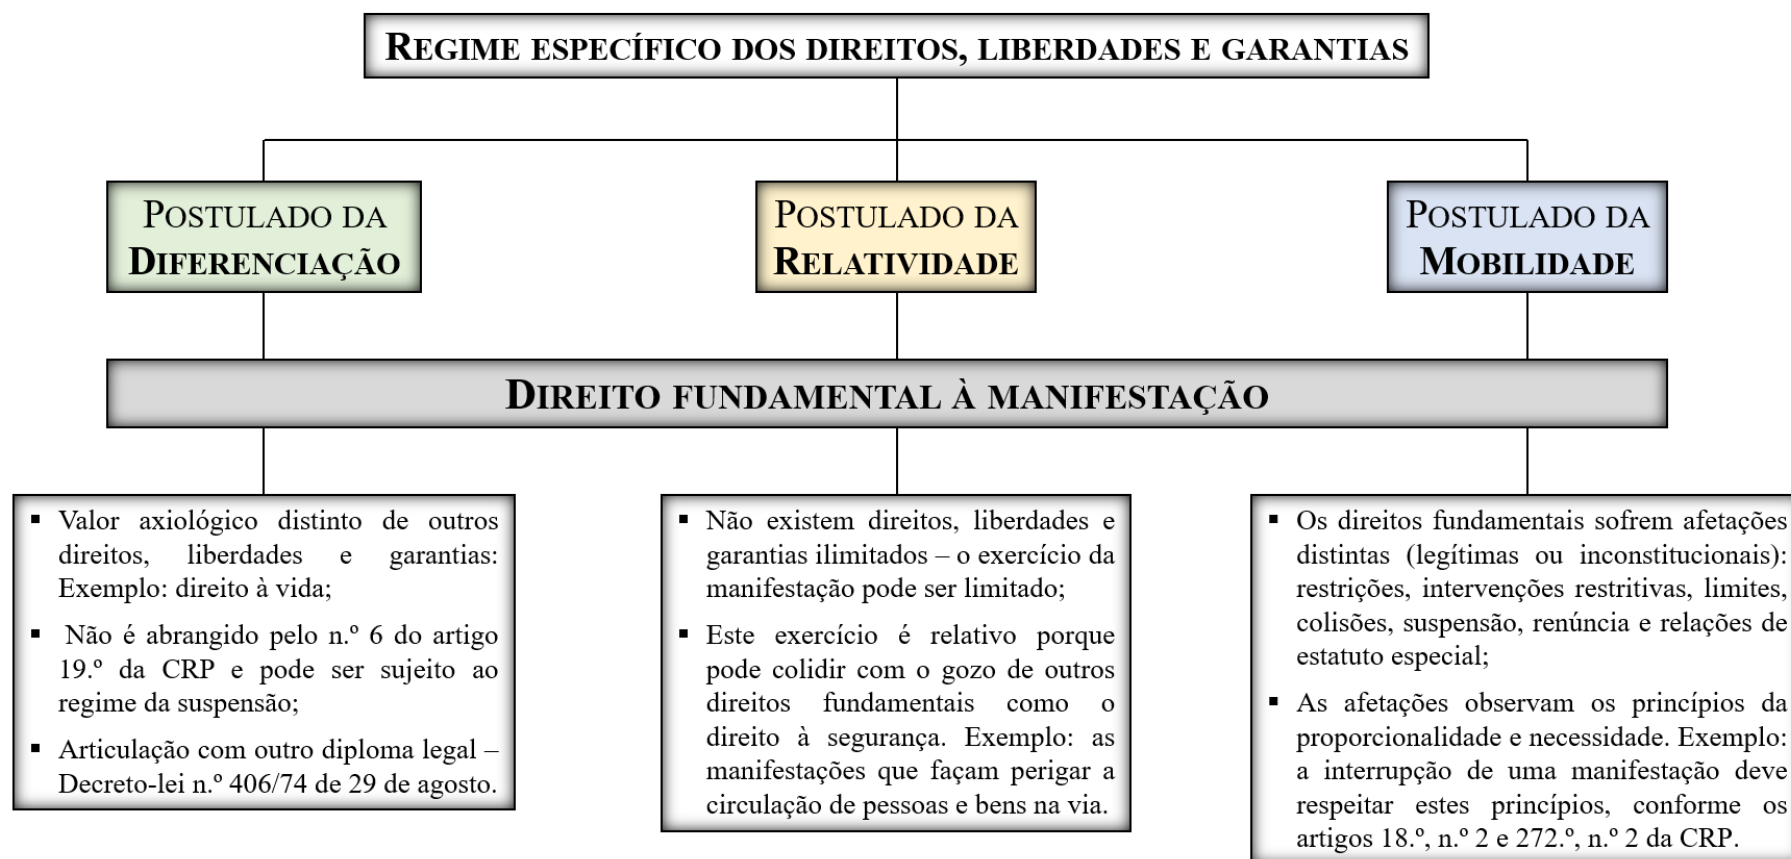 REGIME ESPECÍFICO DOS DIREITOS, LIBERDADES E GARANTIAS
POSTULADO DA
DIFERENCIAÇÃO
POSTULADO DA
RELATIVIDADE
POSTULADO DA
MOBILIDADE
DIREITO FUNDAMENTAL À MANIFESTAÇÃO
▪ Valor axiológico distinto de outros
direitos, liberdades e garantias:
Exemplo: direito à vida;
▪ Não é abrangido pelo n.º 6 do artigo
19.º da CRP e pode ser sujeito ao
regime da suspensão;
▪ Articulação com outro diploma legal –
Decreto-lei n.º 406/74 de 29 de agosto.
▪ Não existem direitos, liberdades e
garantias ilimitados – o exercício da
manifestação pode ser limitado;
▪ Este exercício é relativo porque
pode colidir com o gozo de outros
direitos fundamentais como o
direito à segurança. Exemplo: as
manifestações que façam perigar a
circulação de pessoas e bens na via.
▪ Os direitos fundamentais sofrem afetações
distintas (legítimas ou inconstitucionais):
restrições, intervenções restritivas, limites,
colisões, suspensão, renúncia e relações de
estatuto especial;
▪ As afetações observam os princípios da
proporcionalidade e necessidade. Exemplo:
a interrupção de uma manifestação deve
respeitar estes princípios, conforme os
artigos 18.º, n.º 2 e 272.º, n.º 2 da CRP.